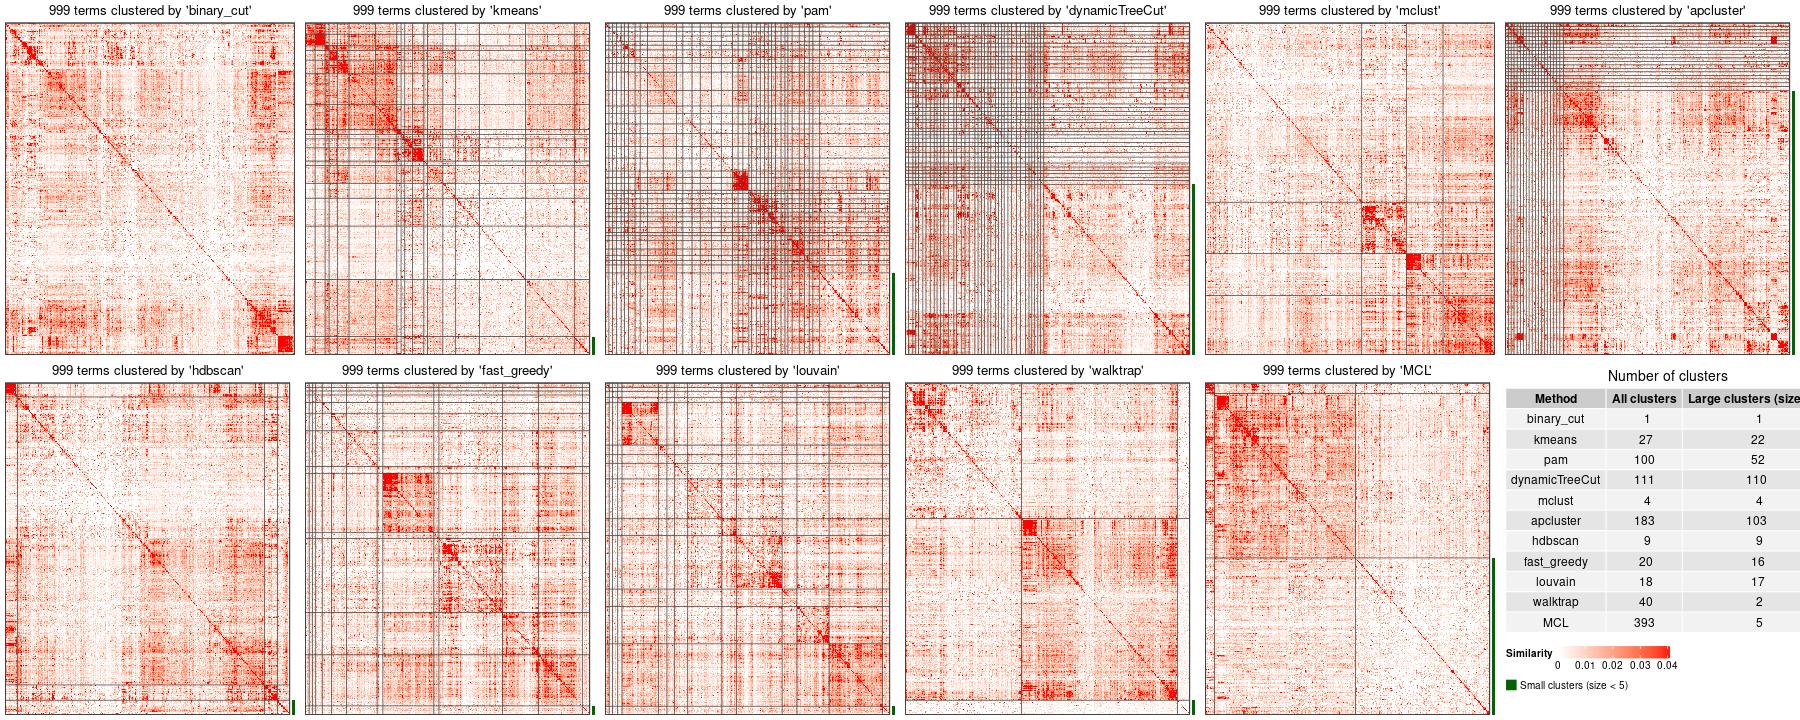 999 terms clustered by 'binary_cut'
999 terms clustered by 'kmeans'
999 terms clustered by 'pam'
999 terms clustered by 'dynamicTreeCut'
999 terms clustered by 'mclust'
999 terms clustered by 'apcluster'
999 terms clustered by 'hdbscan'
999 terms clustered by 'fast_greedy'
999 terms clustered by 'louvain'
999 terms clustered by 'walktrap'
999 terms clustered by 'MCL'
Number of clusters
Method All clusters Large clusters (size
binary_cut 1 1
kmeans 27 22
pam 100 52
dynamicTreeCut 111 110
mclust 4 4
apcluster 183 103
hdbscan 9 9
fast_greedy 20 16
louvain 18 17
walktrap 40 2
MCL 393 5
Similarity
0 0.01 0.02 0.03 0.04
Small clusters (size < 5)